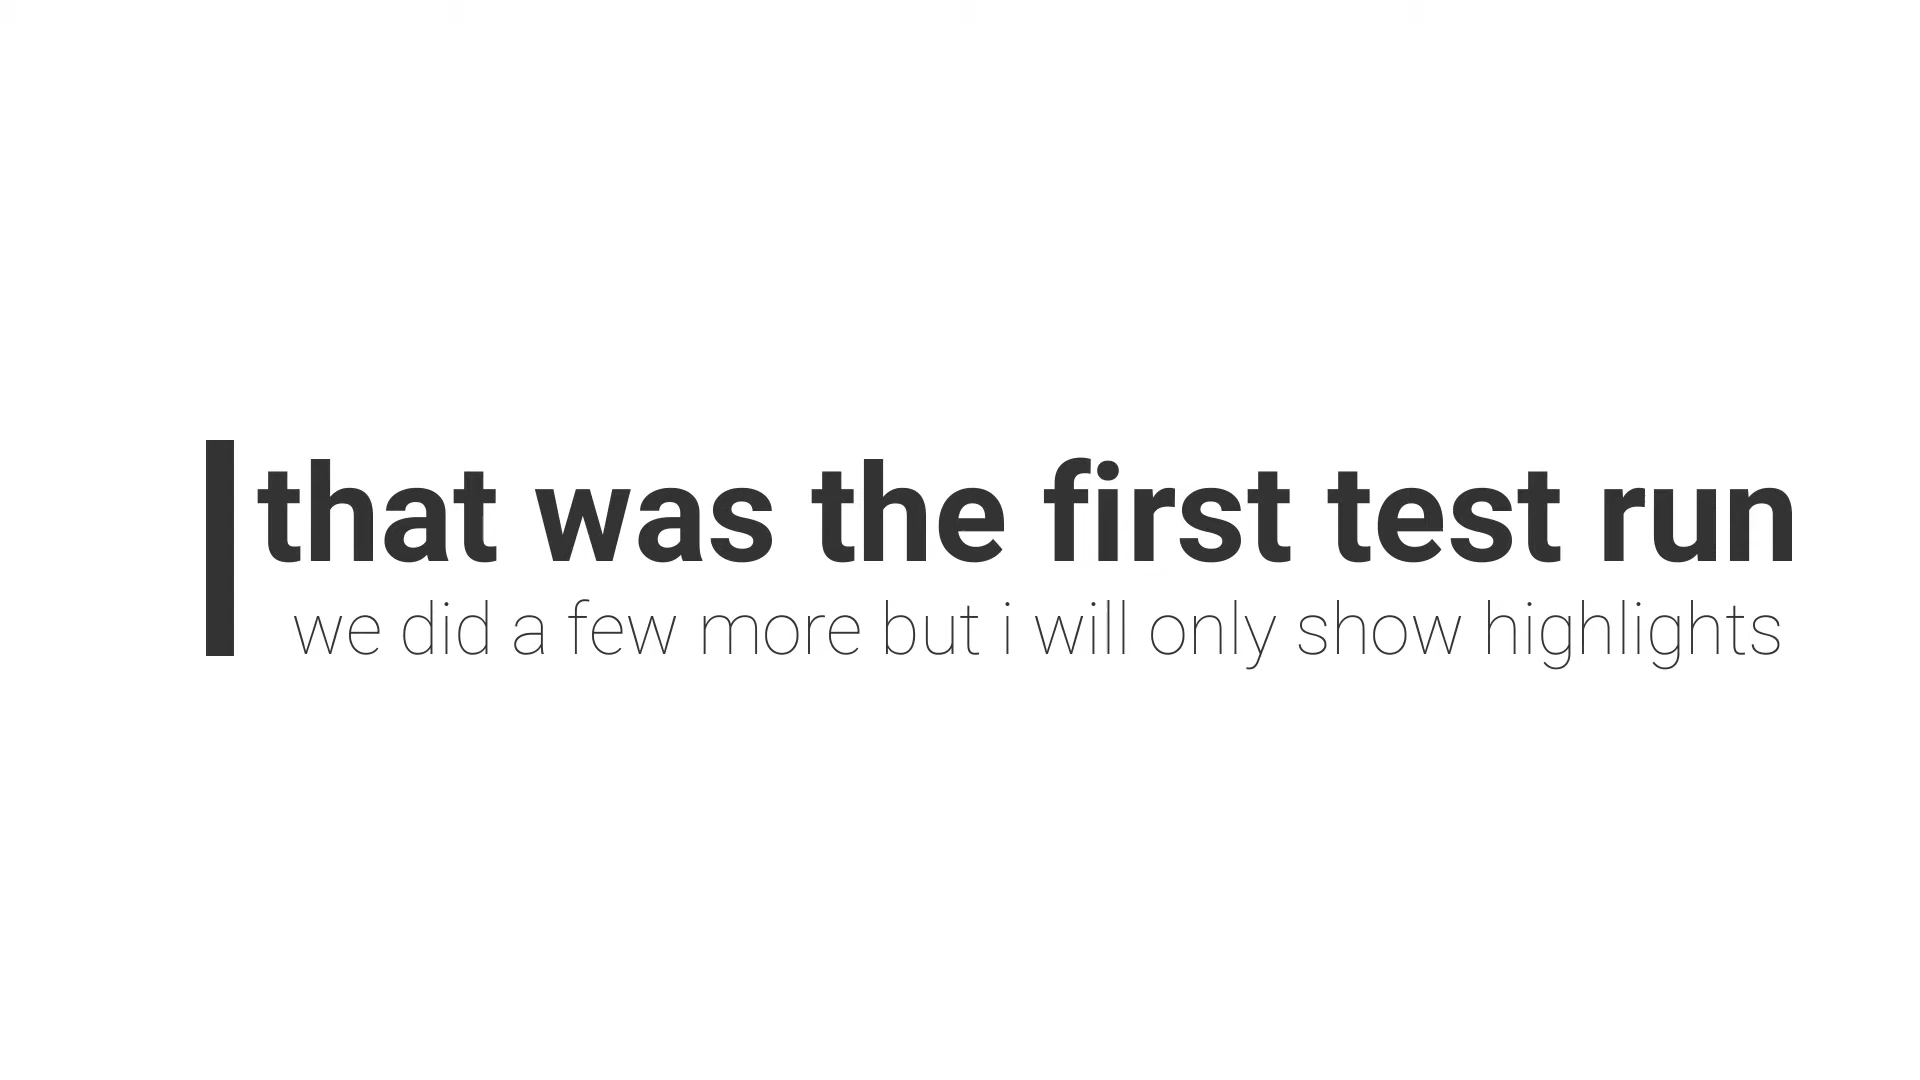 that was the first test run
we did a few more but i will only show highlights